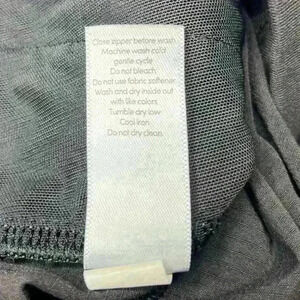 Close zipper before wash.
Machine wash cold
gentle cycle.
Do not bleach.
Do not use fabric softener.
Wash and dry inside out
with like colors.
Tumble dry low.
Cool iron.
Do not dry clean.